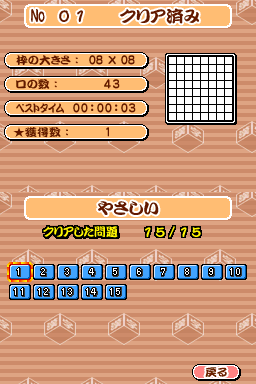 No 01 クリア済み
枠の大きさ: 08×08
口の数: 43
ベストタイム 00:00:03
★獲得数: 1
やさしい
クリアした問題 15/15
1 2 3 4 5 6 7 8 9 10
11 12 13 14 15
戻る